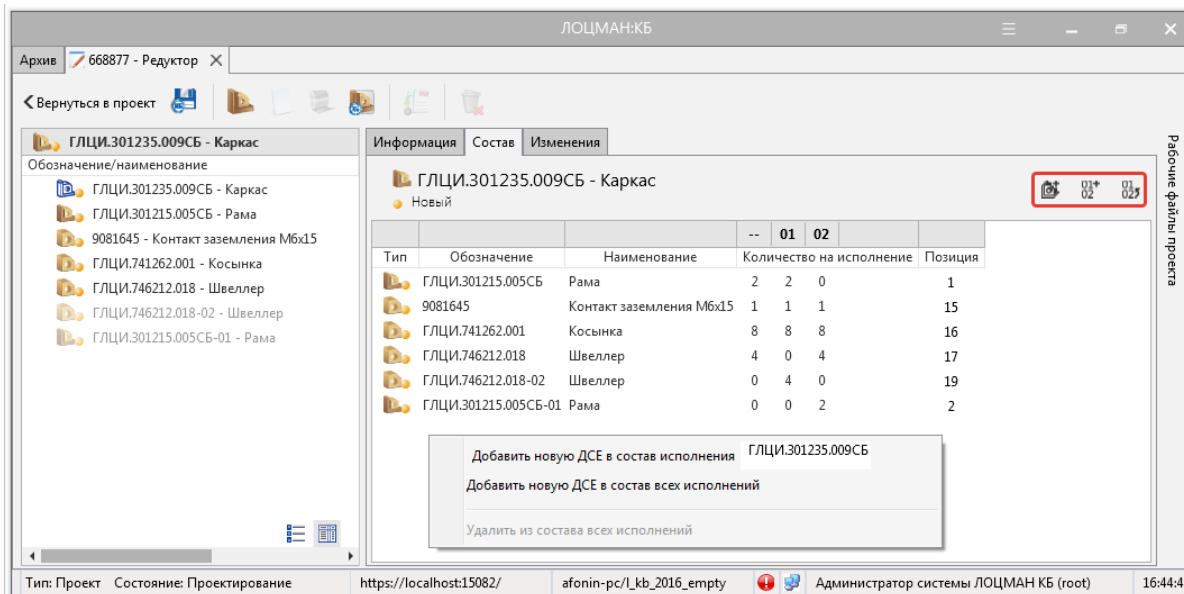 ЛОЦМАН:КБ
Архив 668877 - Редуктор
Вернуться в проект
ГЛЦИ.301235.009СБ - Каркас
Обозначение/наименование
ГЛЦИ.301235.009СБ - Каркас
ГЛЦИ.301215.005СБ - Рама
9081645 - Контакт заземления М6х15
ГЛЦИ.741262.001 - Косынка
ГЛЦИ.746212.018 - Швеллер
ГЛЦИ.746212.018-02 - Швеллер
ГЛЦИ.301215.005СБ-01 - Рама
Информация Состав Изменения
ГЛЦИ.301235.009СБ - Каркас
Новый
01+ 02 01 02
-- 01 02
Тип Обозначение Наименование Количество на исполнение Позиция
ГЛЦИ.301215.005СБ Рама 2 2 0 1
9081645 Контакт заземления М6х15 1 1 1 15
ГЛЦИ.741262.001 Косынка 8 8 8 16
ГЛЦИ.746212.018 Швеллер 4 0 4 17
ГЛЦИ.746212.018-02 Швеллер 0 4 0 19
ГЛЦИ.301215.005СБ-01 Рама 0 0 2 2
Добавить новую ДСЕ в состав исполнения ГЛЦИ.301235.009СБ
Добавить новую ДСЕ в состав всех исполнений
Удалить из состава всех исполнений
Рабочие файлы проекта
Тип: Проект Состояние: Проектирование https://localhost:15082/ afonin-pc/l_kb_2016_empty Администратор системы ЛОЦМАН КБ (root) 16:44:4